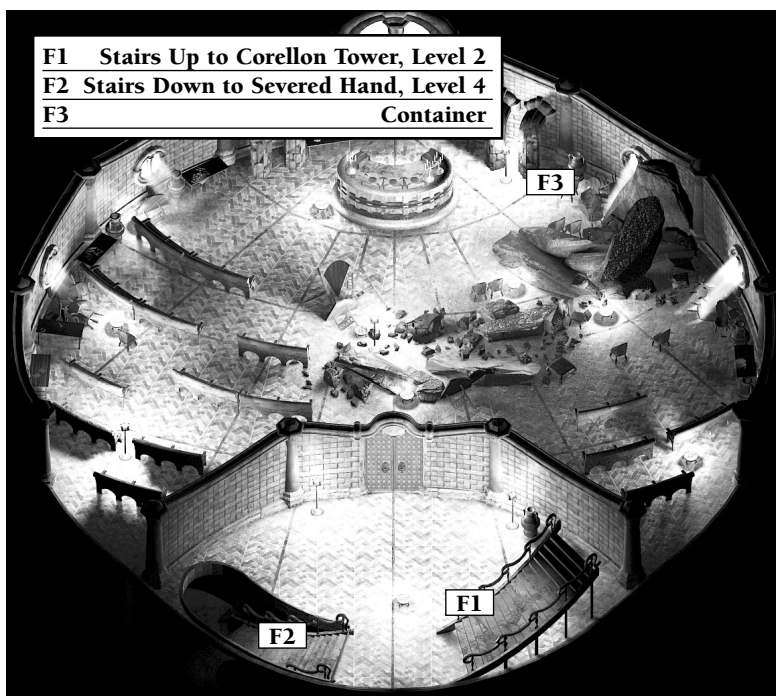 F1 Stairs Up to Corellon Tower, Level 2
F2 Stairs Down to Severed Hand, Level 4
F3 Container
F3
F1
F2